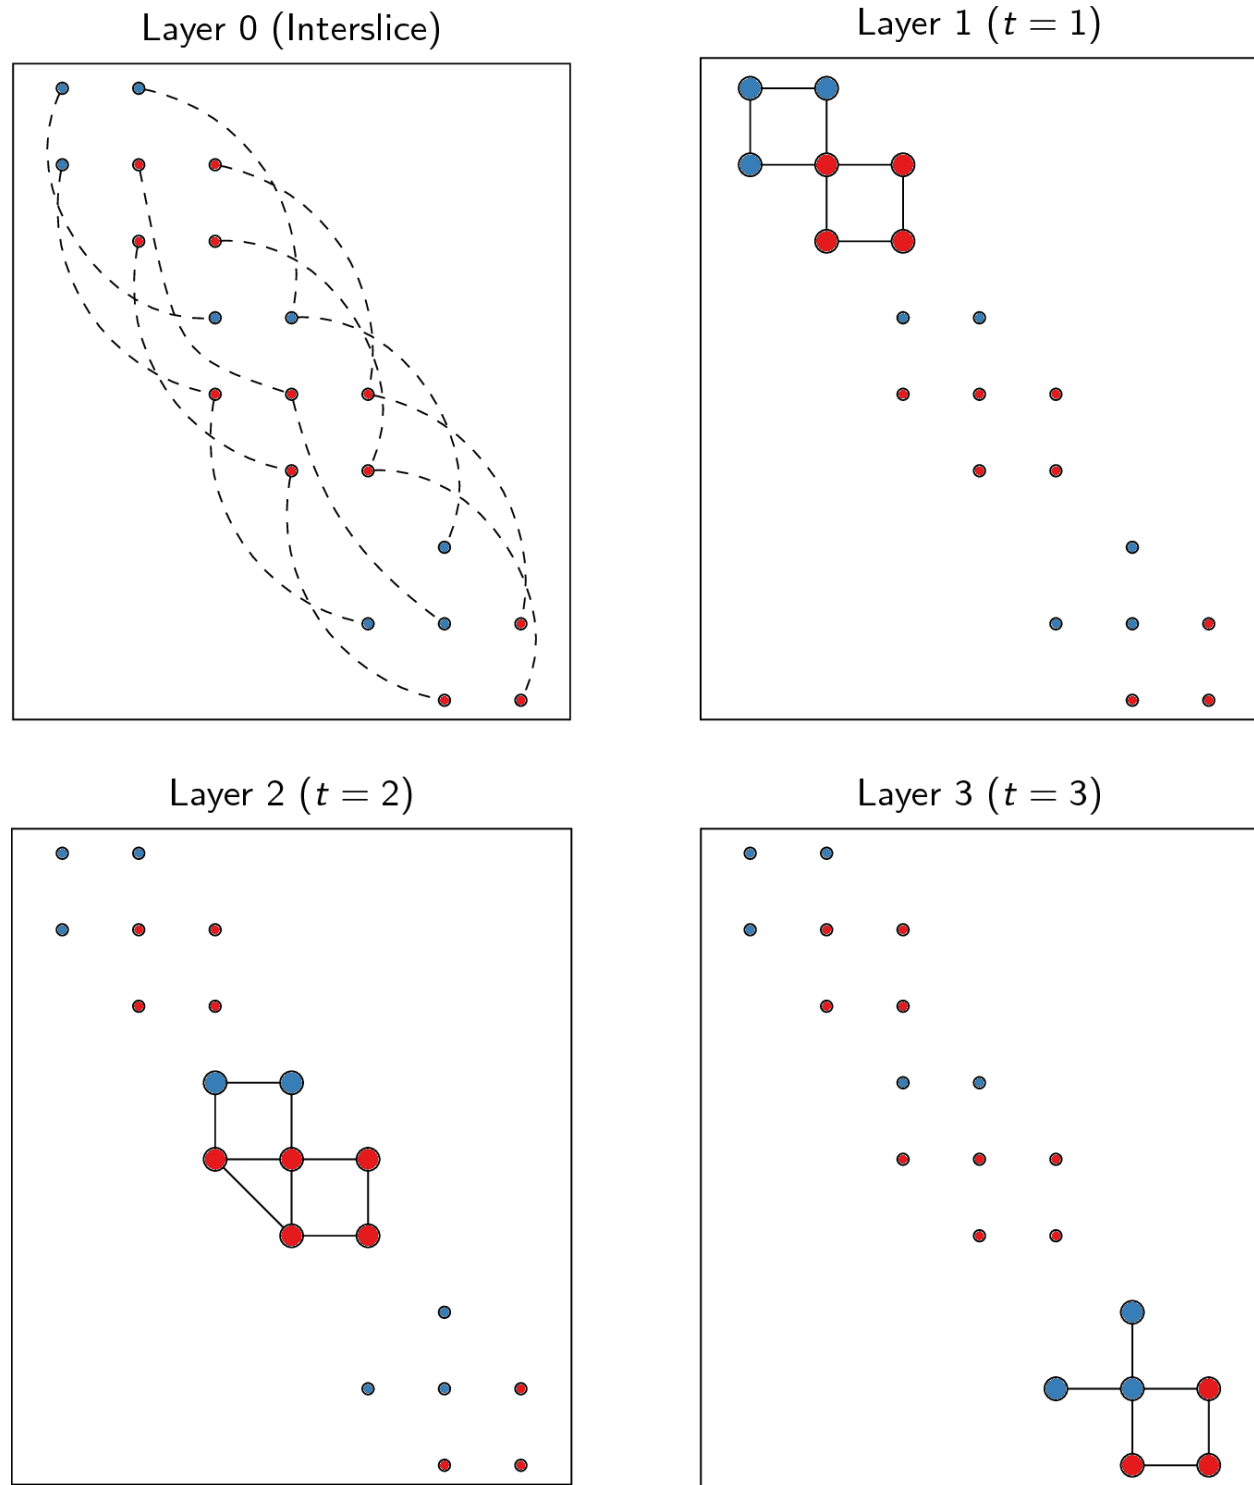 Layer 0 (Interslice)
Layer 1 (t = 1)
Layer 2 (t = 2)
Layer 3 (t = 3)